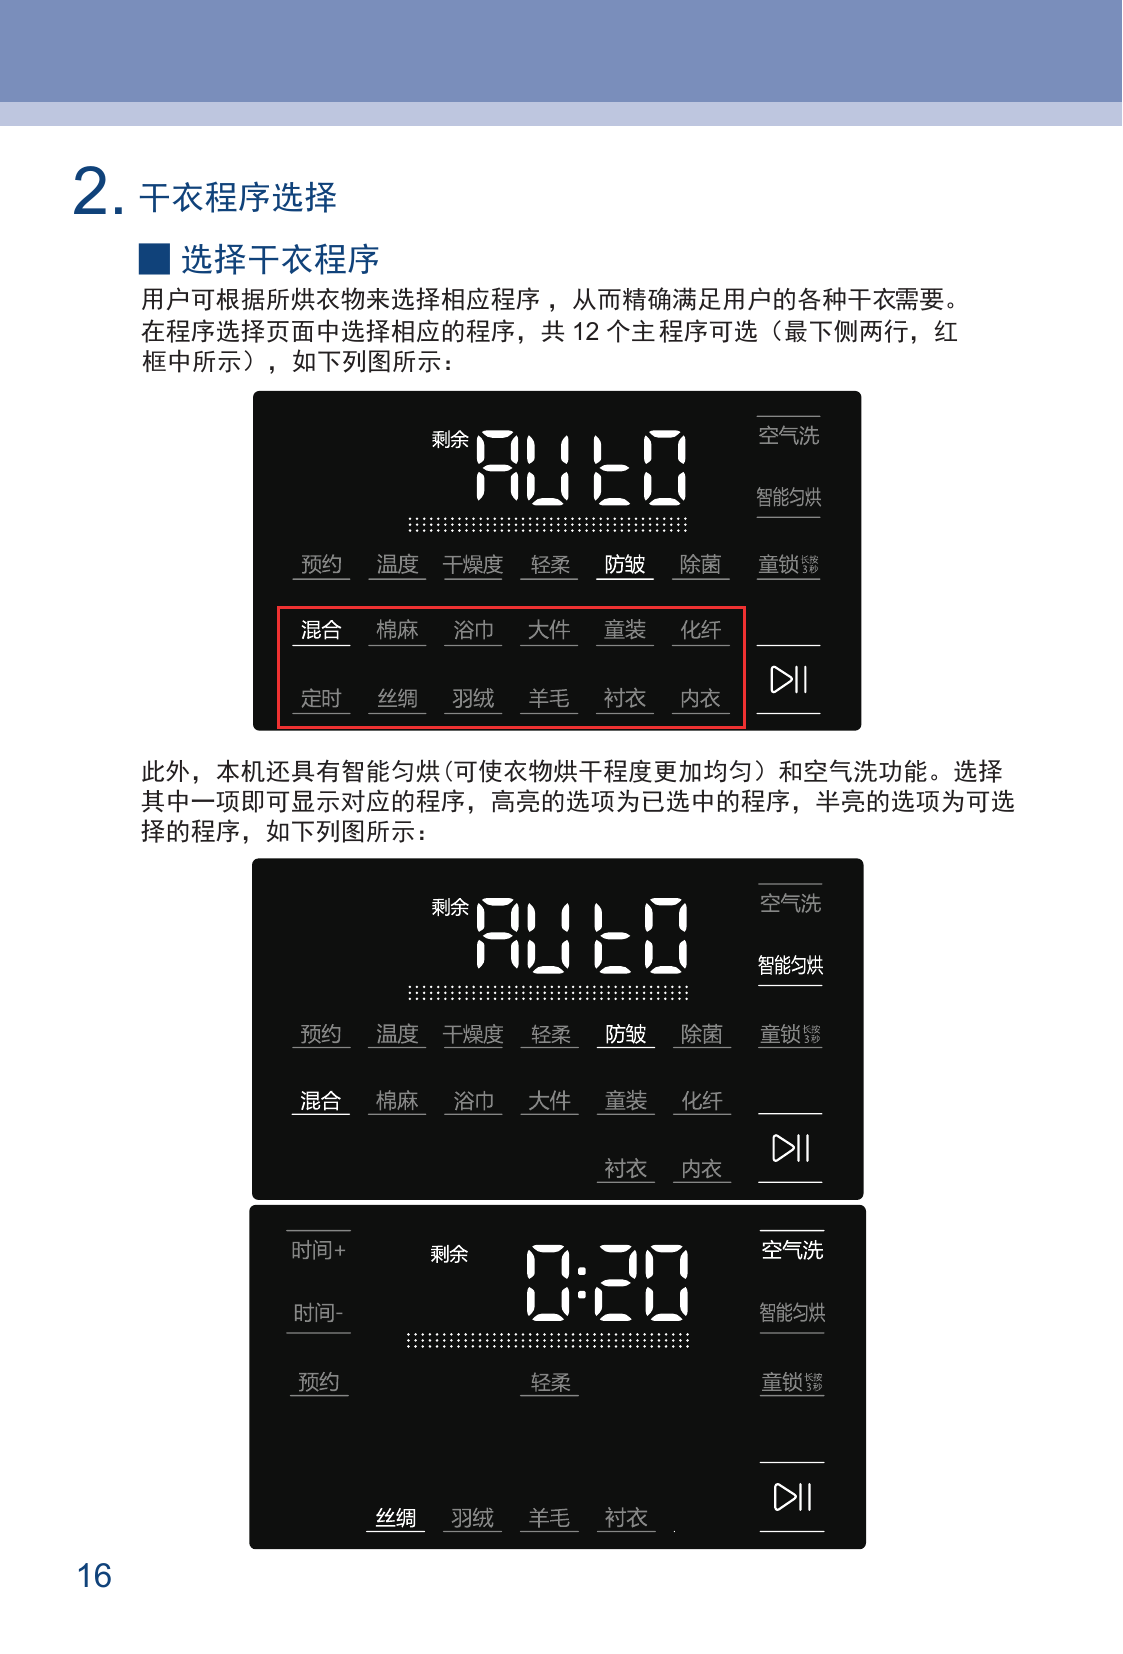 2. 干衣程序选择
■ 选择干衣程序
用户可根据所烘衣物来选择相应程序，从而精确满足用户的各种干衣需要。
在程序选择页面中选择相应的程序，共 12 个主程序可选（最下侧两行，红
框中所示），如下列图所示：
剩余 AUtO 空气洗
智能匀烘
预约 温度 干燥度 轻柔 防皱 除菌 童锁 长按3秒
混合 棉麻 浴巾 大件 童装 化纤
定时 丝绸 羽绒 羊毛 衬衣 内衣
此外，本机还具有智能匀烘(可使衣物烘干程度更加均匀）和空气洗功能。选择
其中一项即可显示对应的程序，高亮的选项为已选中的程序，半亮的选项为可选
择的程序，如下列图所示：
剩余 AUtO 空气洗
智能匀烘
预约 温度 干燥度 轻柔 防皱 除菌 童锁 长按3秒
混合 棉麻 浴巾 大件 童装 化纤
衬衣 内衣
时间+ 剩余 0:20 空气洗
时间- 智能匀烘
预约 轻柔 童锁 长按3秒
丝绸 羽绒 羊毛 衬衣
16